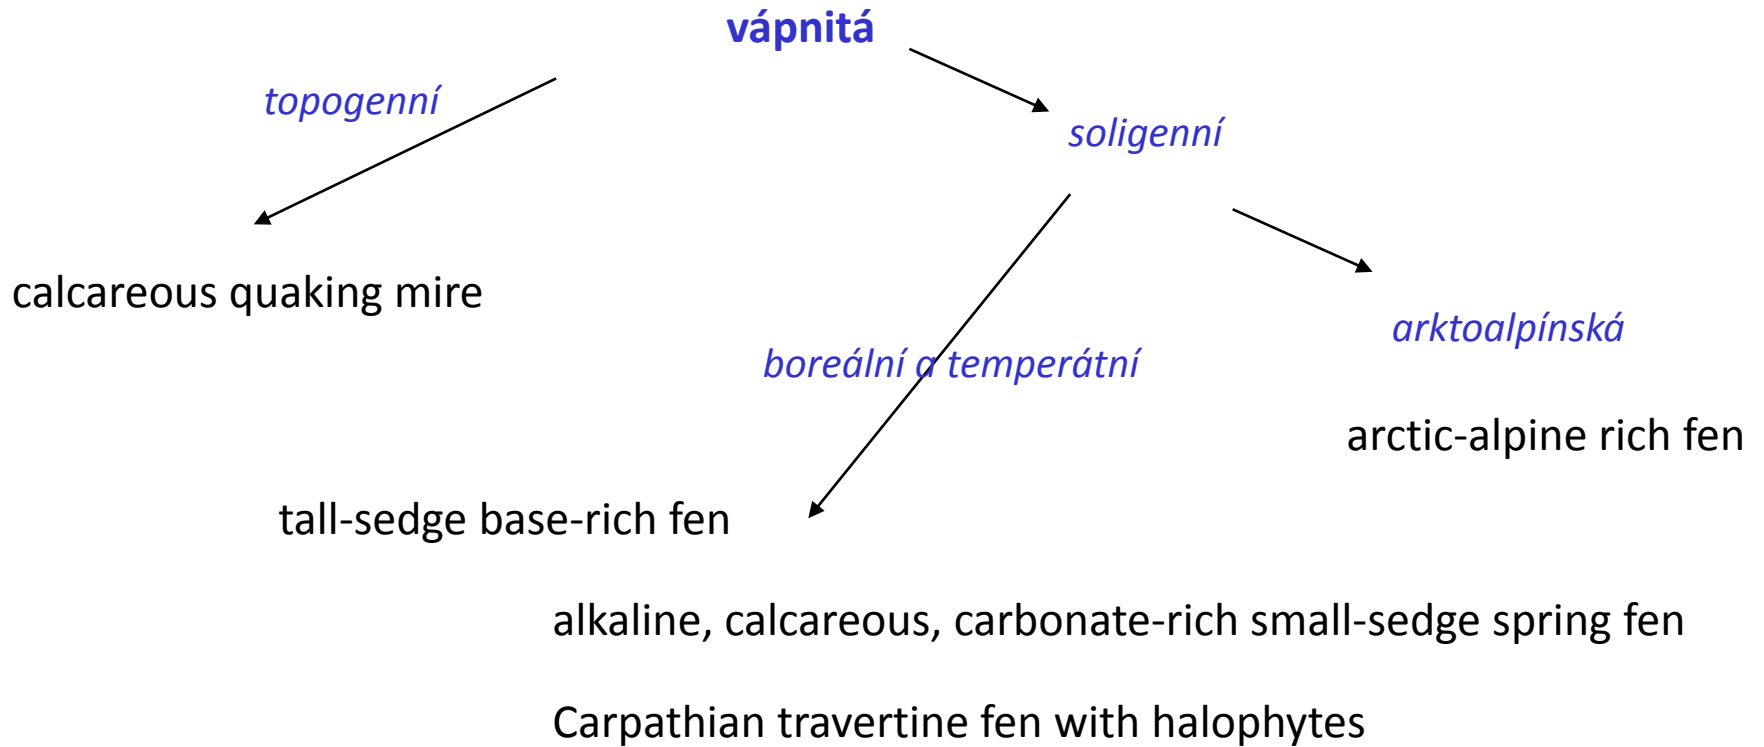 vápnitá
topogenní
soligenní
calcareous quaking mire
arktoalpínská
boreální a temperátní
arctic-alpine rich fen
tall-sedge base-rich fen
alkaline, calcareous, carbonate-rich small-sedge spring fen
Carpathian travertine fen with halophytes